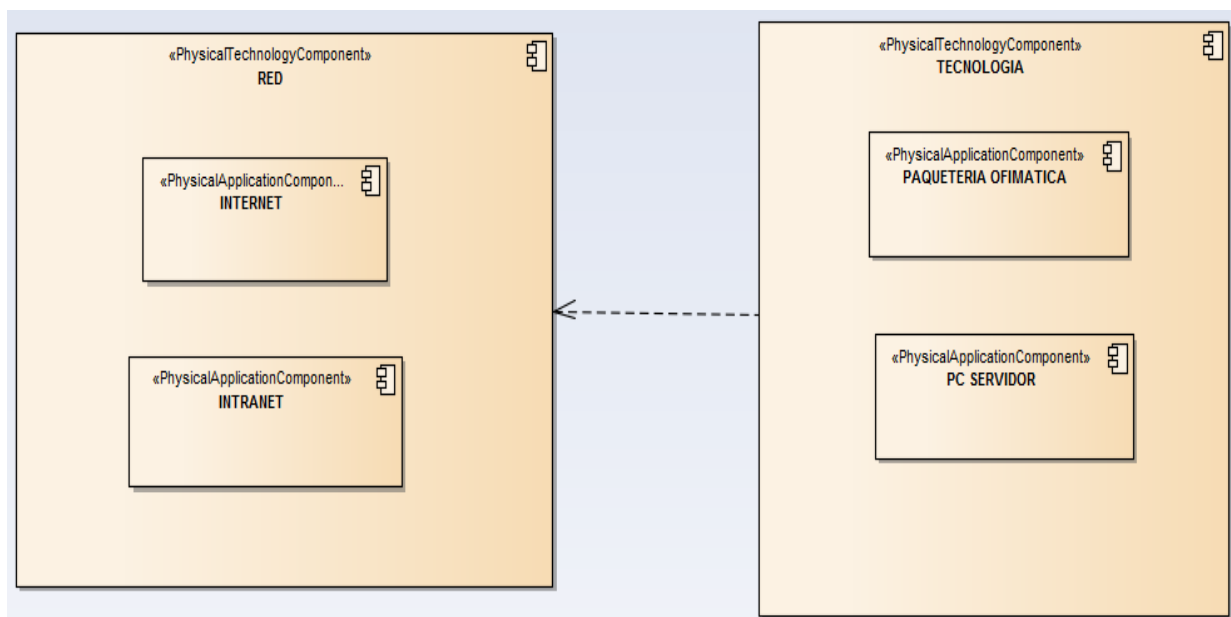 «PhysicalTechnologyComponent»
RED
«PhysicalApplicationCompon...
INTERNET
«PhysicalApplicationComponent»
INTRANET
«PhysicalTechnologyComponent»
TECNOLOGIA
«PhysicalApplicationComponent»
PAQUETERIA OFIMATICA
«PhysicalApplicationComponent»
PC SERVIDOR